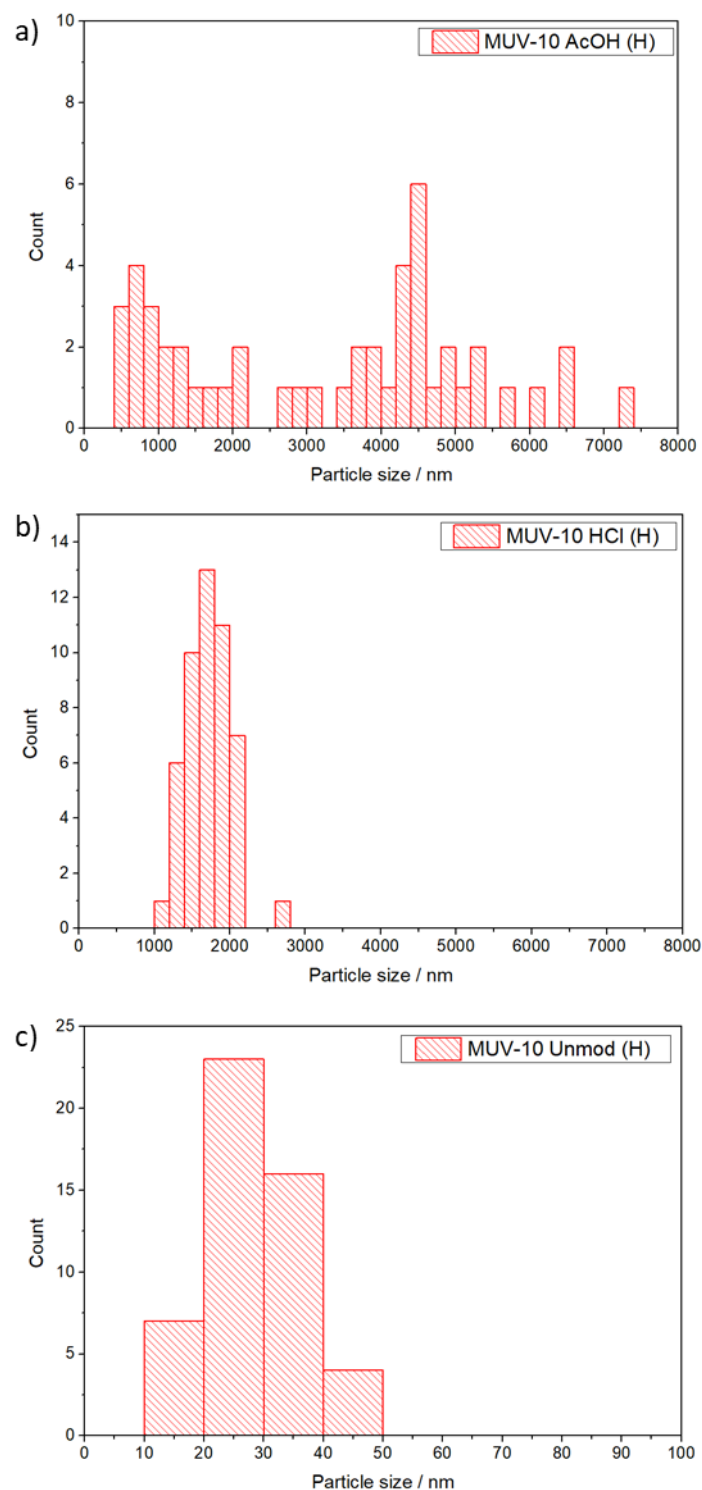 a)
MUV-10 AcOH (H)
10
8
6
4
2
0
Count
0 1000 2000 3000 4000 5000 6000 7000 8000
Particle size / nm
b)
MUV-10 HCl (H)
14
12
10
8
6
4
2
0
Count
0 1000 2000 3000 4000 5000 6000 7000 8000
Particle size / nm
c)
MUV-10 Unmod (H)
25
20
15
10
5
0
Count
0 10 20 30 40 50 60 70 80 90 100
Particle size / nm